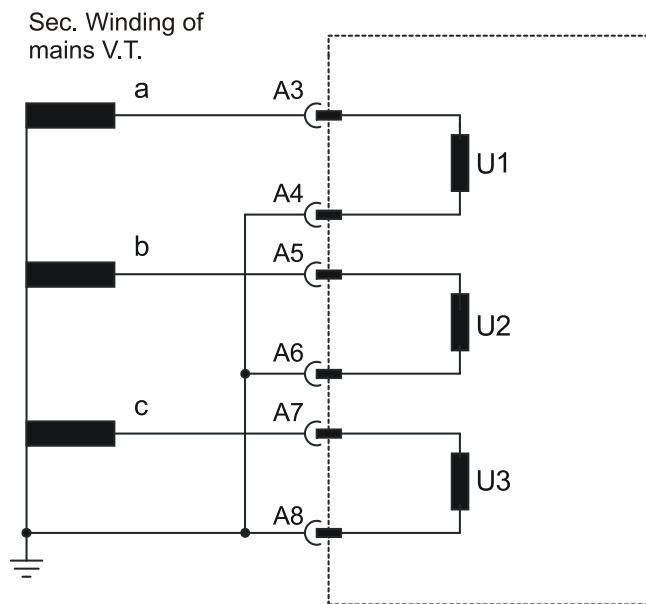 Sec. Winding of
mains V.T.
a
A3
U1
A4
b
A5
U2
A6
c
A7
U3
A8